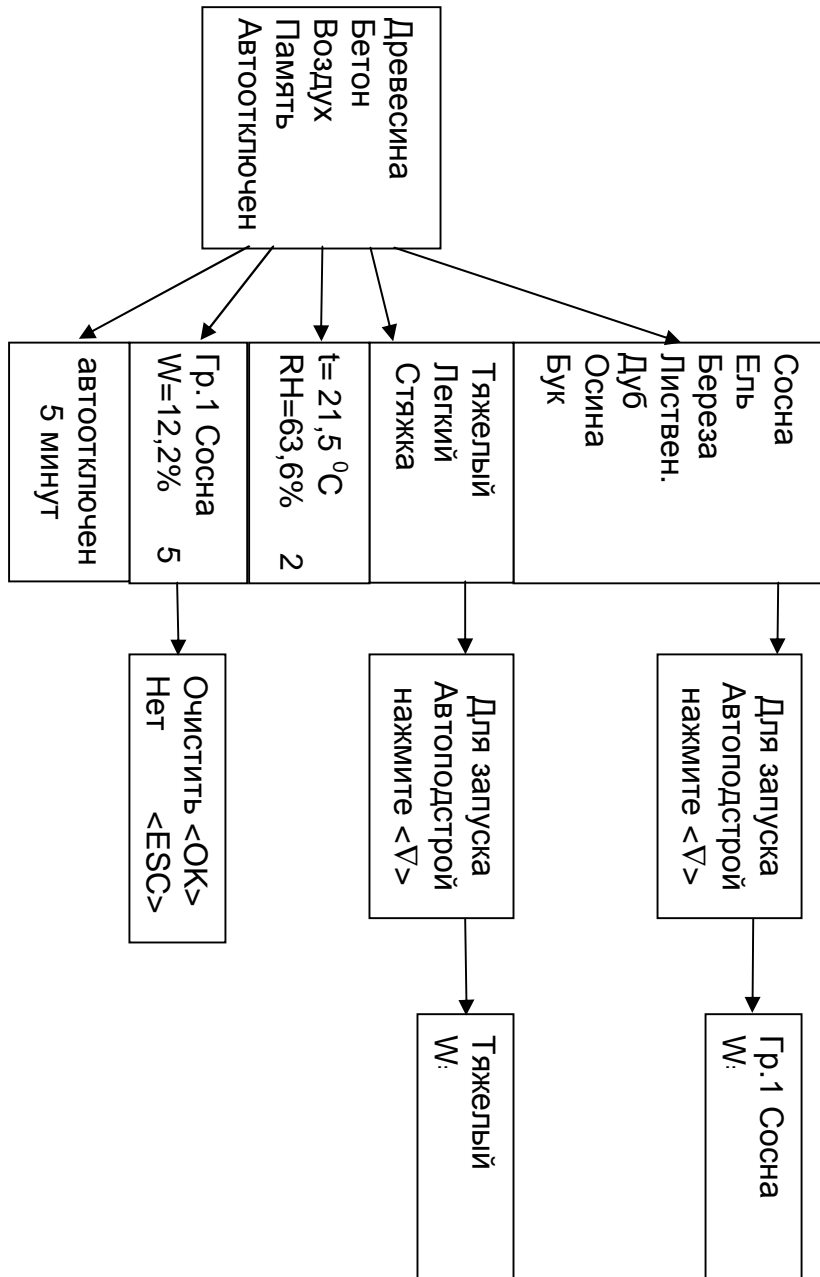 Древесина
Бетон
Воздух
Память
Автоотключен
Сосна
Ель
Береза
Листвен.
Дуб
Осина
Бук
Для запуска
Автоподстрой
нажмите <∇>
Гр.1 Сосна
W:
Тяжелый
Легкий
Стяжка
Для запуска
Автоподстрой
нажмите <∇>
Тяжелый
W:
t= 21,5 ⁰C
RH=63,6% 2
Гр.1 Сосна
W=12,2% 5
Очистить <OK>
Нет <ESC>
автоотключен
5 минут